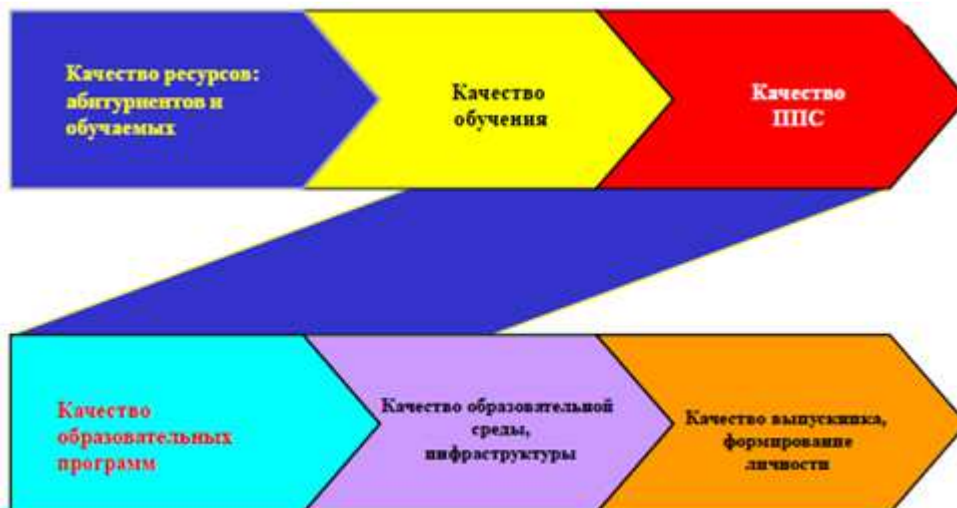 Качество ресурсов:
абитуриентов и
обучаемых
Качество
обучения
Качество
ППС
Качество
образовательных
программ
Качество образовательной
среды,
инфраструктуры
Качество выпускника,
формирование
личности